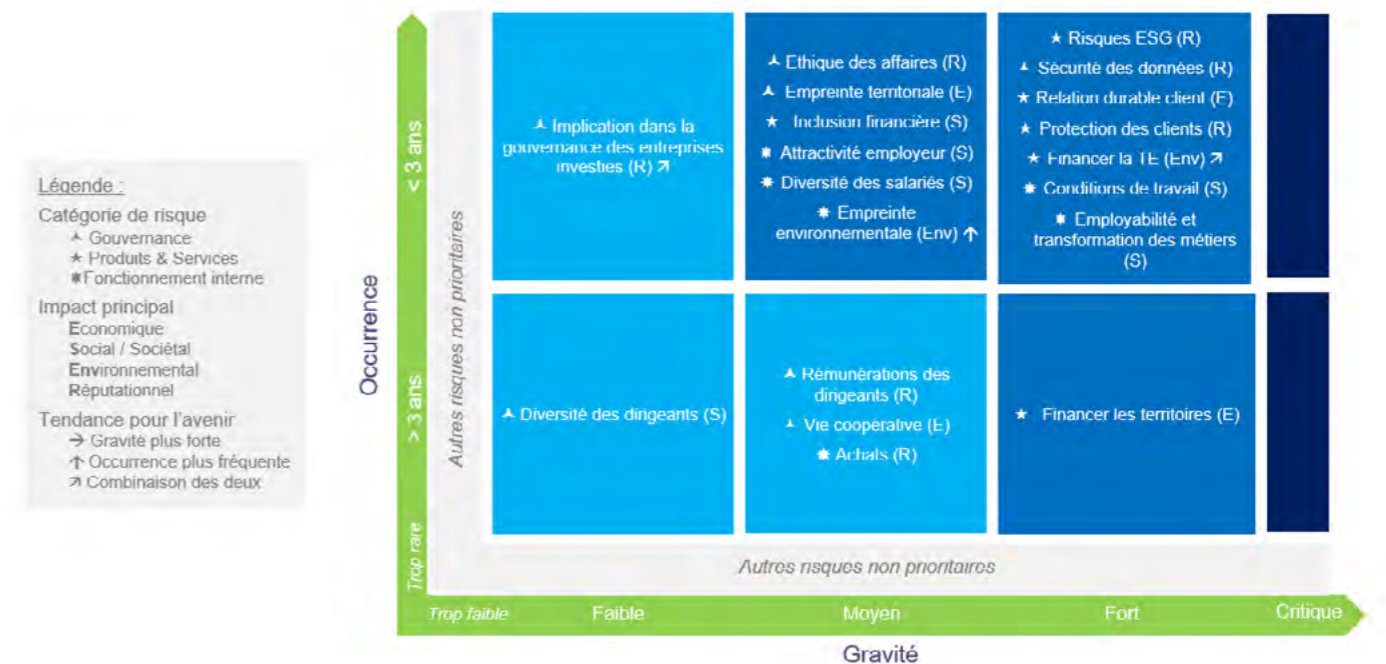 Légende :
Catégorie de risque
Gouvernance
★ Produits & Services
Fonctionnement interne
Impact principal
Economique
Social / Sociétal
Environnemental
Réputationnel
Tendance pour l'avenir
→ Gravité plus forte
↑ Occurrence plus fréquente
↗ Combinaison des deux
Occurrence
< 3 ans
> 3 ans
Trop rare
Autres risques non prioritaires
Implication dans la
gouvernance des entreprises
investies (R) ↗
Ethique des affaires (R)
Empreinte territoriale (E)
★ Inclusion financière (S)
Attractivité employeur (S)
Diversité des salariés (S)
Empreinte
environnementale (Env) ↑
★ Risques ESG (R)
Sécurité des données (R)
★ Relation durable client (E)
★ Protection des clients (R)
★ Financer la TE (Env) ↗
Conditions de travail (S)
Employabilité et
transformation des métiers
(S)
Diversité des dirigeants (S)
Rémunérations des
dirigeants (R)
Vie coopérative (E)
Achats (R)
★ Financer les territoires (E)
Autres risques non prioritaires
Trop faible
Faible
Moyen
Fort
Critique
Gravité